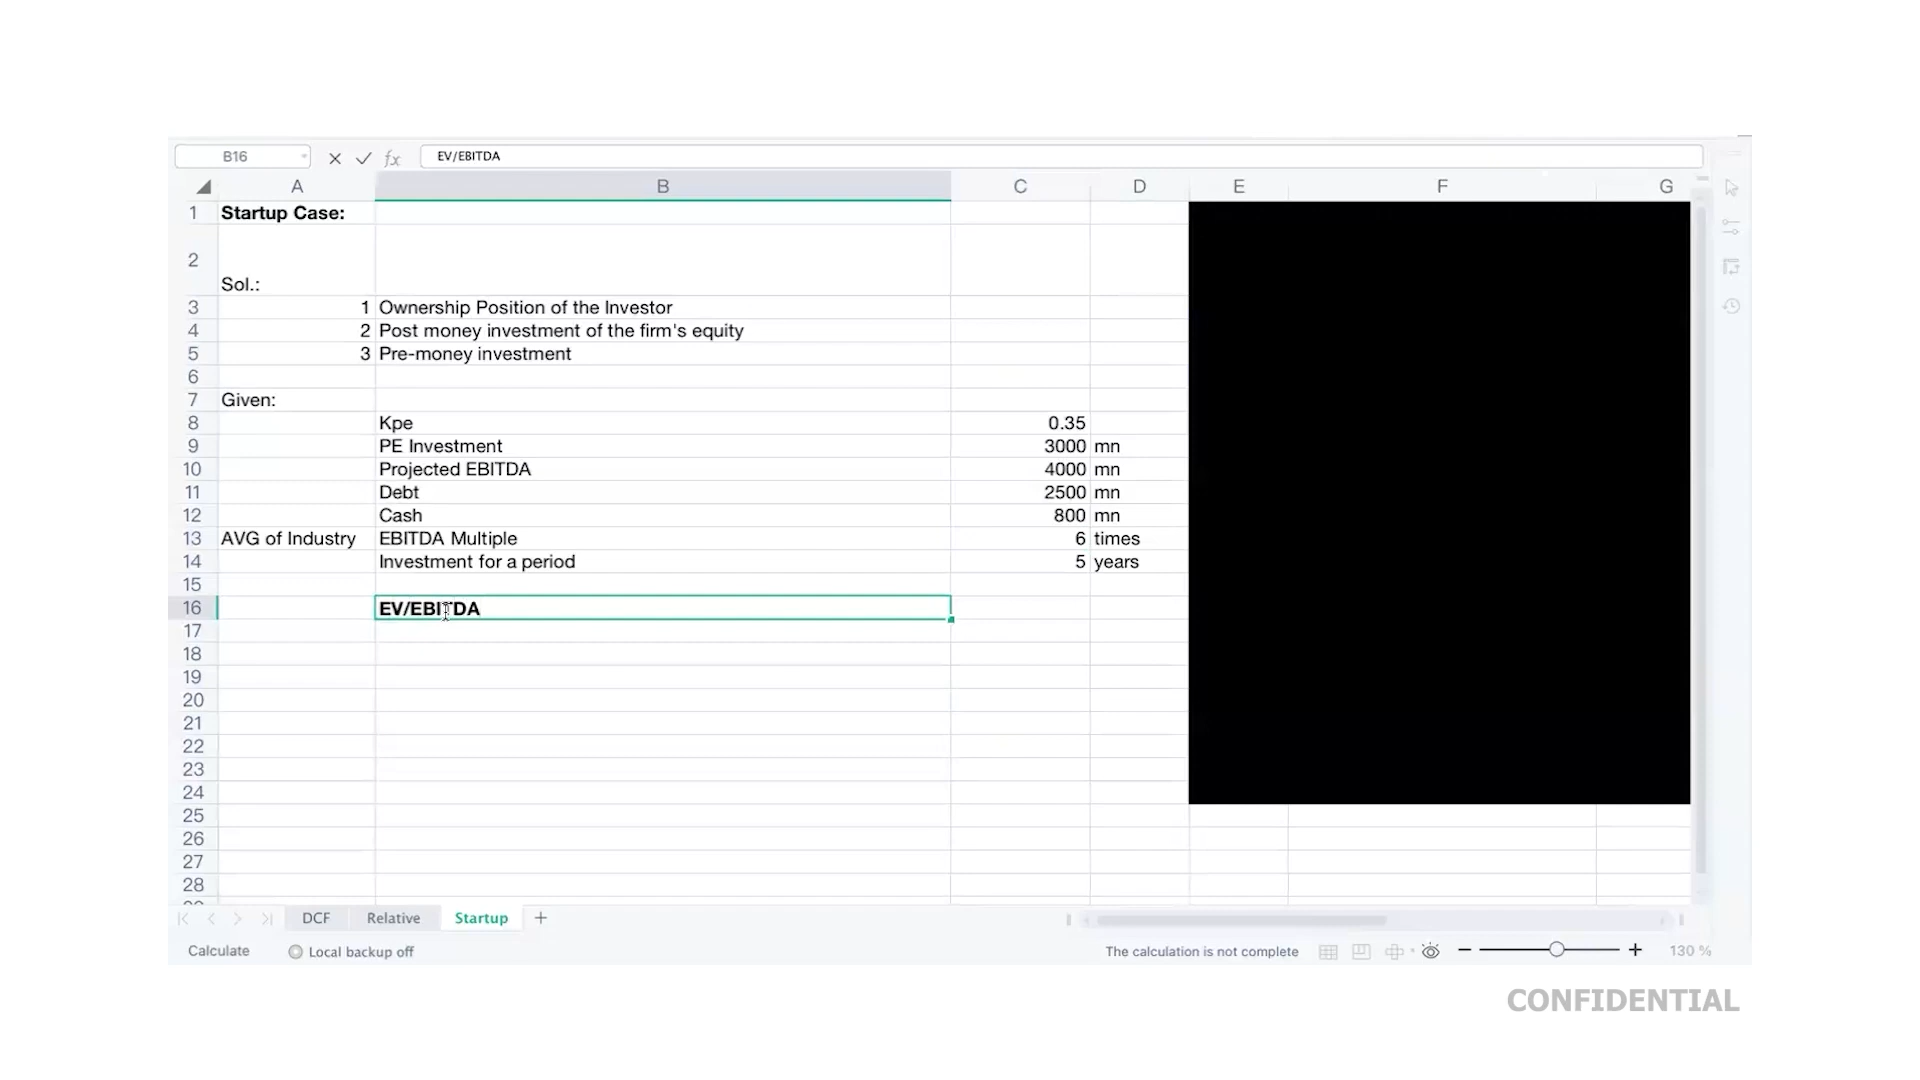 B16 fx EV/EBITDA
A B C D E F G
1 Startup Case:
2 Sol.:
3 1 Ownership Position of the Investor
4 2 Post money investment of the firm's equity
5 3 Pre-money investment
6
7 Given:
8 Kpe 0.35
9 PE Investment 3000 mn
10 Projected EBITDA 4000 mn
11 Debt 2500 mn
12 Cash 800 mn
13 AVG of Industry EBITDA Multiple 6 times
14 Investment for a period 5 years
15
16 EV/EBITDA
17
18
19
20
21
22
23
24
25
26
27
28
DCF Relative Startup +
Calculate Local backup off The calculation is not complete 130 %
CONFIDENTIAL